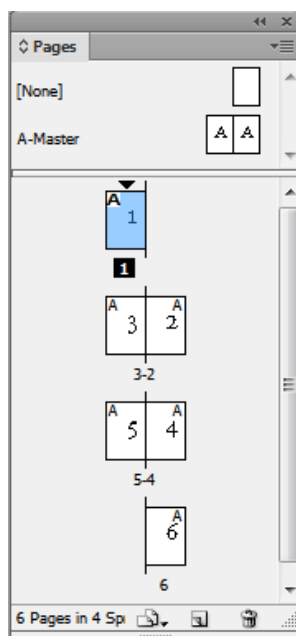 Pages
[None]
A-Master
A A
A
1
1
A A
3 2
3-2
A A
5 4
5-4
A
6
6
6 Pages in 4 Sp